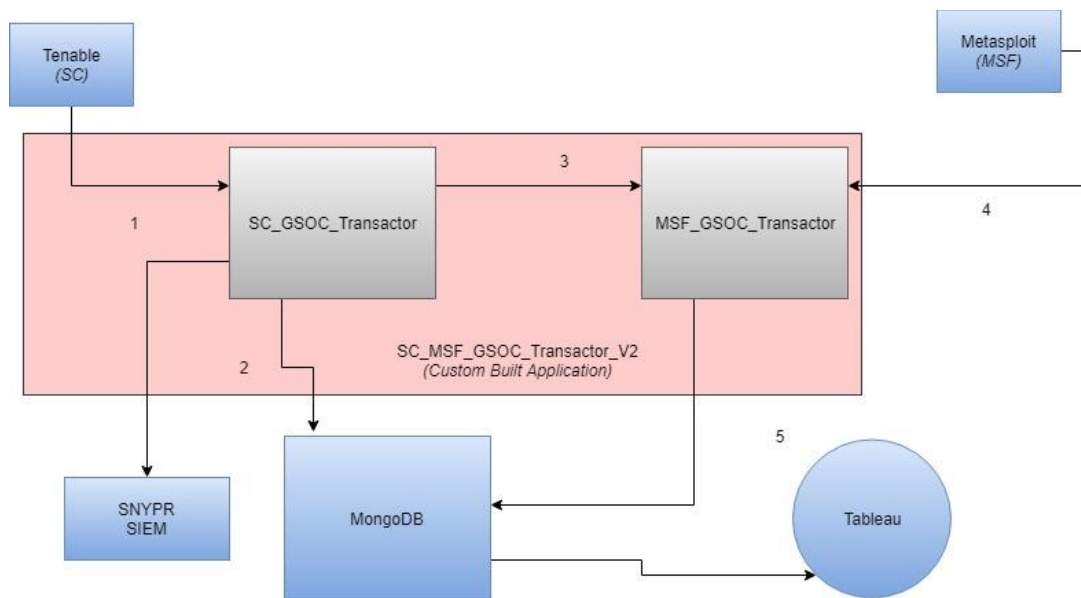 Tenable
(SC)
Metasploit
(MSF)
3
1
SC_GSOC_Transactor
MSF_GSOC_Transactor
4
SC_MSF_GSOC_Transactor_V2
(Custom Built Application)
2
5
SNYPR
SIEM
MongoDB
Tableau